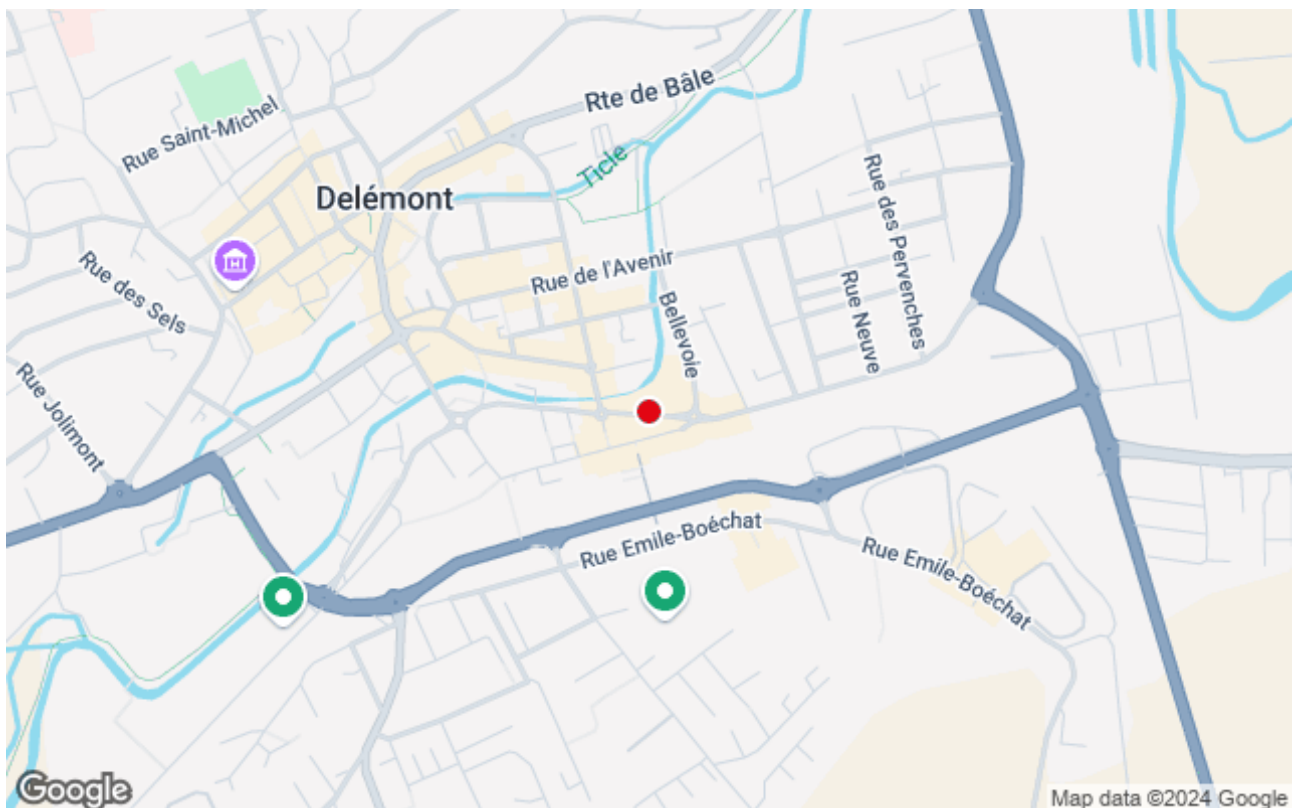 Rte de Bâle
Rue Saint-Michel
Ticle
Delémont
Rue des Pervenches
Rue de l'Avenir
Rue des Sels
Bellevoie
Rue Neuve
Rue Jolimont
Rue Emile-Boéchat
Rue Emile-Boéchat
Google
Map data ©2024 Google